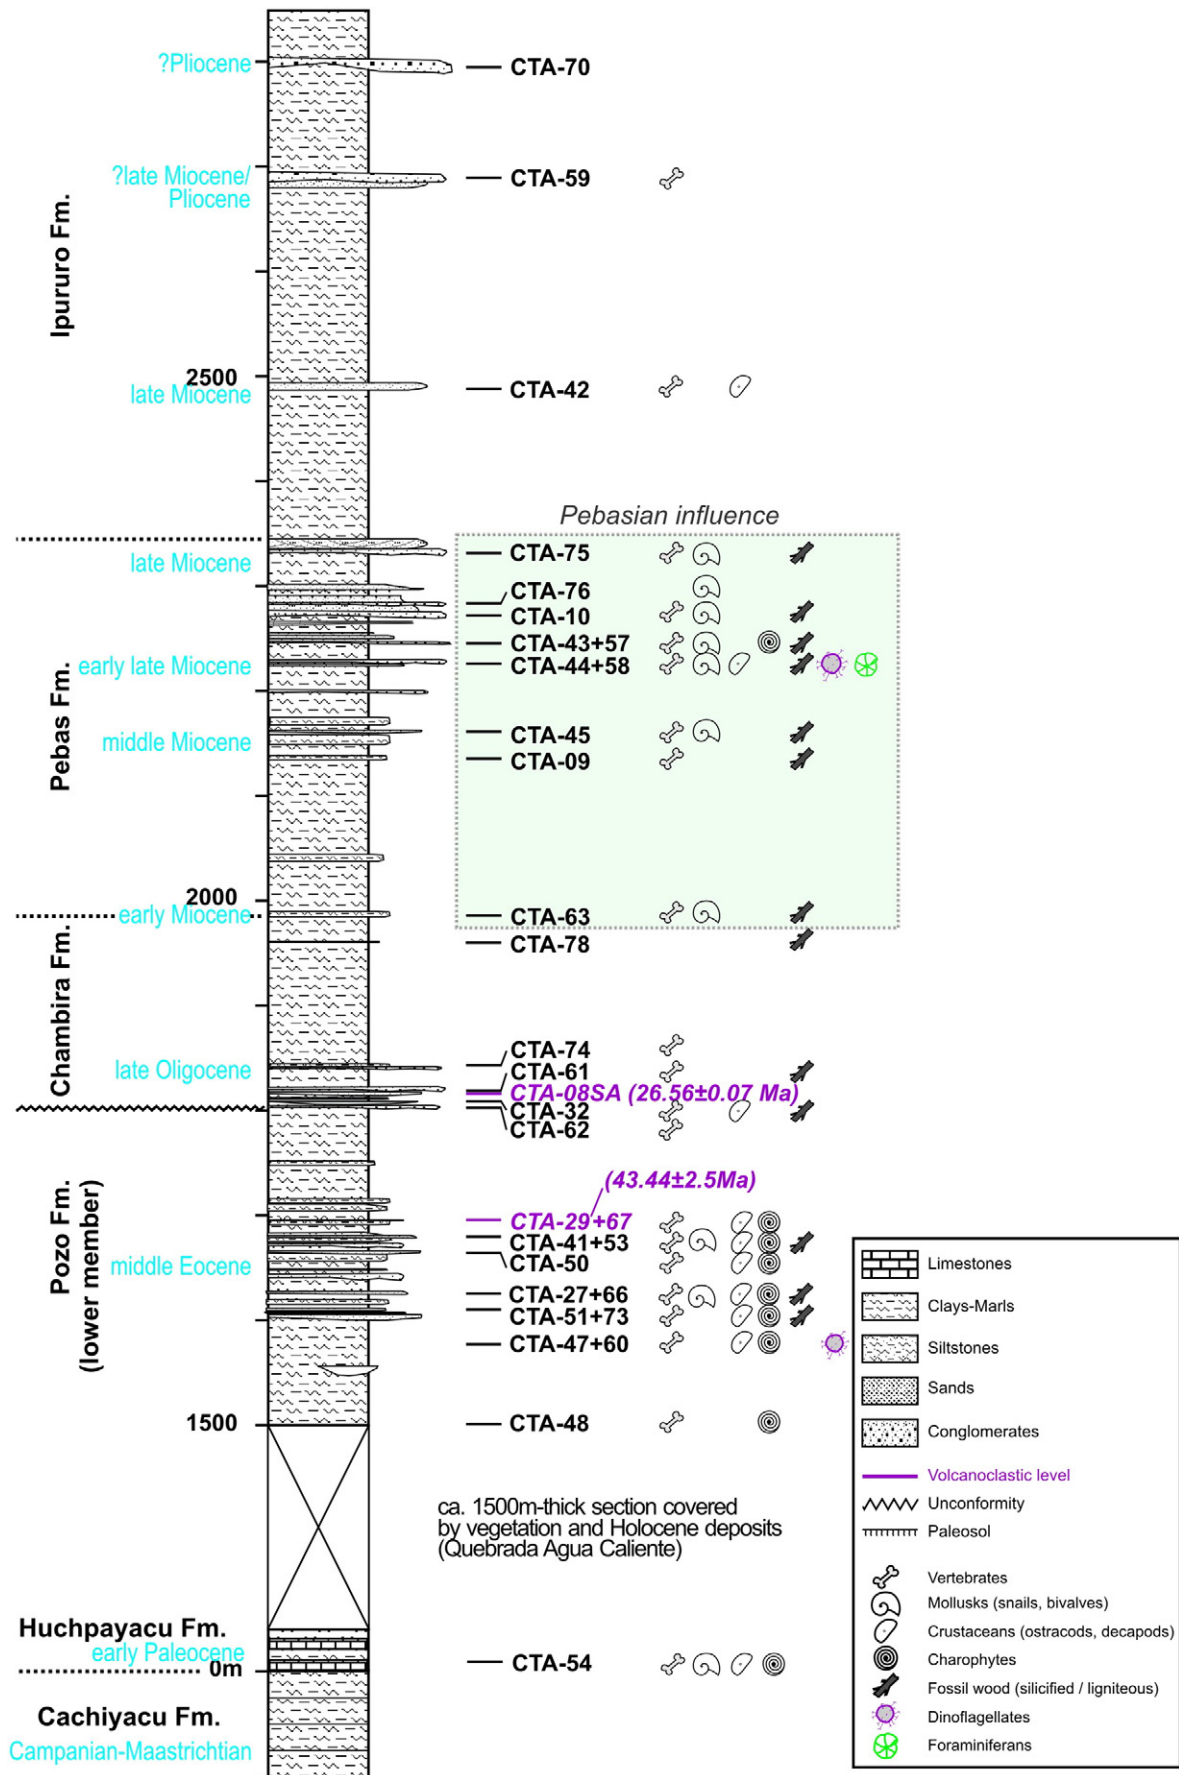 ?Pliocene
CTA-70
?late Miocene/
Pliocene
CTA-59
Ipururo Fm.
2500
late Miocene
CTA-42
Pebasian influence
late Miocene
CTA-75
CTA-76
CTA-10
CTA-43+57
early late Miocene
CTA-44+58
Pebas Fm.
middle Miocene
CTA-45
CTA-09
2000
early Miocene
CTA-63
CTA-78
Chambira Fm.
CTA-74
late Oligocene
CTA-61
CTA-08SA (26.56±0.07 Ma)
CTA-32
CTA-62
(43.44±2.5Ma)
Pozo Fm.
(lower member)
CTA-29+67
CTA-41+53
middle Eocene
CTA-50
CTA-27+66
CTA-51+73
CTA-47+60
1500
CTA-48
ca. 1500m-thick section covered
by vegetation and Holocene deposits
(Quebrada Agua Caliente)
Huchpayacu Fm.
early Paleocene
0m
CTA-54
Cachiyacu Fm.
Campanian-Maastrichtian
Limestones
Clays-Marls
Siltstones
Sands
Conglomerates
Volcanoclastic level
Unconformity
Paleosol
Vertebrates
Mollusks (snails, bivalves)
Crustaceans (ostracods, decapods)
Charophytes
Fossil wood (silicified / ligniteous)
Dinoflagellates
Foraminiferans